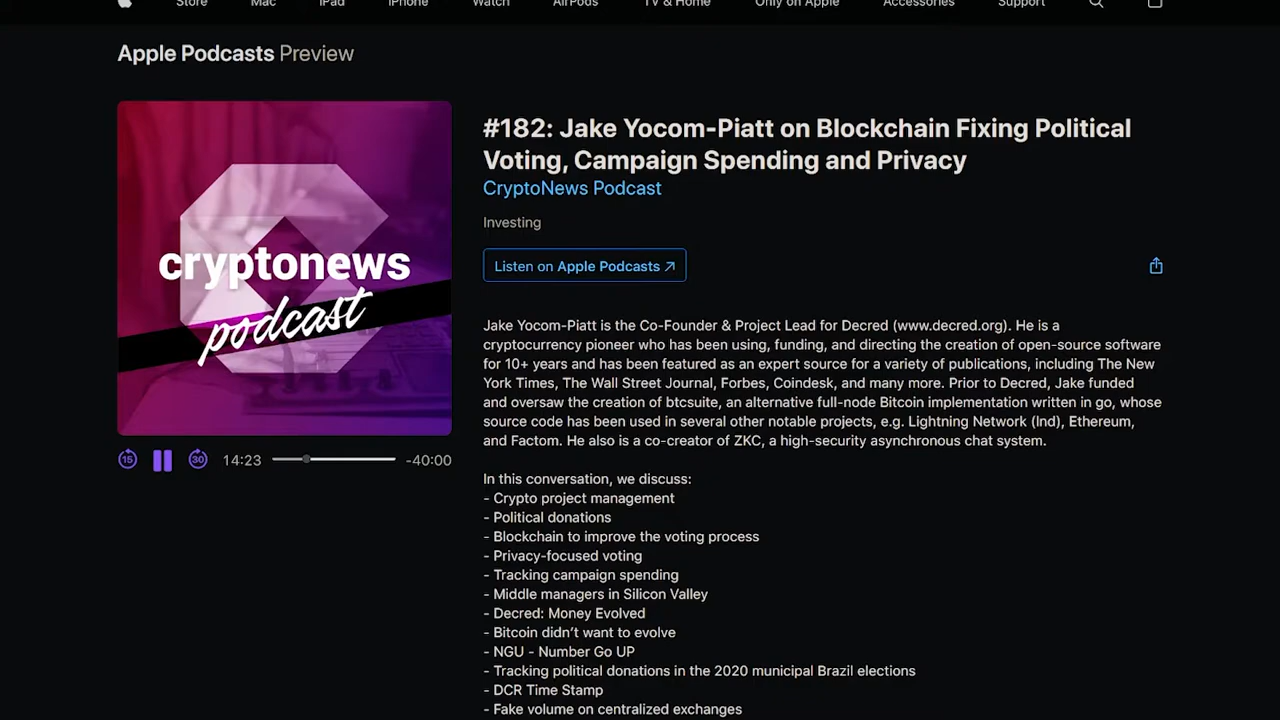 Store Mac iPad iPhone Watch AirPods TV & Home Only on Apple Accessories Support
Apple Podcasts Preview
cryptonews
podcast
15 30 14:23 -40:00
#182: Jake Yocom-Piatt on Blockchain Fixing Political
Voting, Campaign Spending and Privacy
CryptoNews Podcast
Investing
Listen on Apple Podcasts ↗
Jake Yocom-Piatt is the Co-Founder & Project Lead for Decred (www.decred.org). He is a
cryptocurrency pioneer who has been using, funding, and directing the creation of open-source software
for 10+ years and has been featured as an expert source for a variety of publications, including The New
York Times, The Wall Street Journal, Forbes, Coindesk, and many more. Prior to Decred, Jake funded
and oversaw the creation of btcsuite, an alternative full-node Bitcoin implementation written in go, whose
source code has been used in several other notable projects, e.g. Lightning Network (lnd), Ethereum,
and Factom. He also is a co-creator of ZKC, a high-security asynchronous chat system.
In this conversation, we discuss:
- Crypto project management
- Political donations
- Blockchain to improve the voting process
- Privacy-focused voting
- Tracking campaign spending
- Middle managers in Silicon Valley
- Decred: Money Evolved
- Bitcoin didn't want to evolve
- NGU - Number Go UP
- Tracking political donations in the 2020 municipal Brazil elections
- DCR Time Stamp
- Fake volume on centralized exchanges